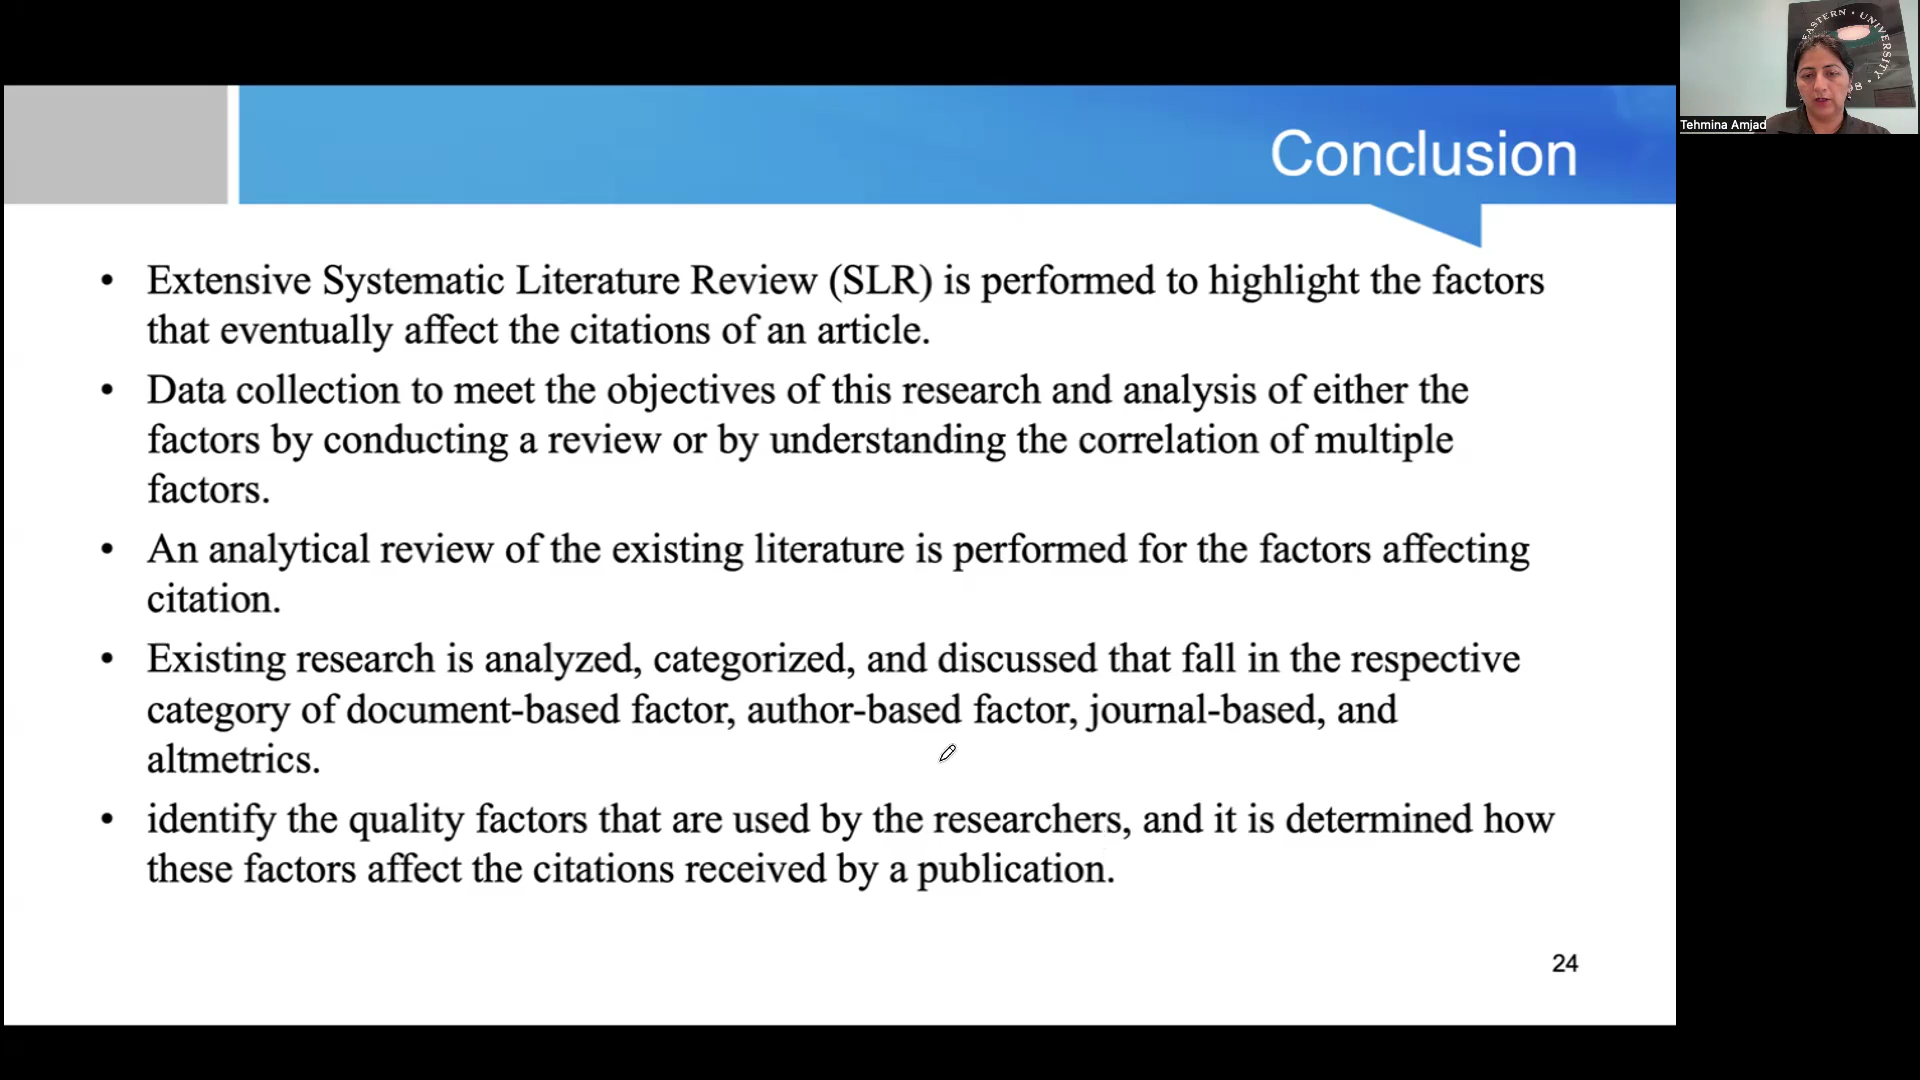 Conclusion
• Extensive Systematic Literature Review (SLR) is performed to highlight the factors
that eventually affect the citations of an article.
• Data collection to meet the objectives of this research and analysis of either the
factors by conducting a review or by understanding the correlation of multiple
factors.
• An analytical review of the existing literature is performed for the factors affecting
citation.
• Existing research is analyzed, categorized, and discussed that fall in the respective
category of document-based factor, author-based factor, journal-based, and
altmetrics.
• identify the quality factors that are used by the researchers, and it is determined how
these factors affect the citations received by a publication.
24
EASTERN • UNIVERSITY •
Tehmina Amjad